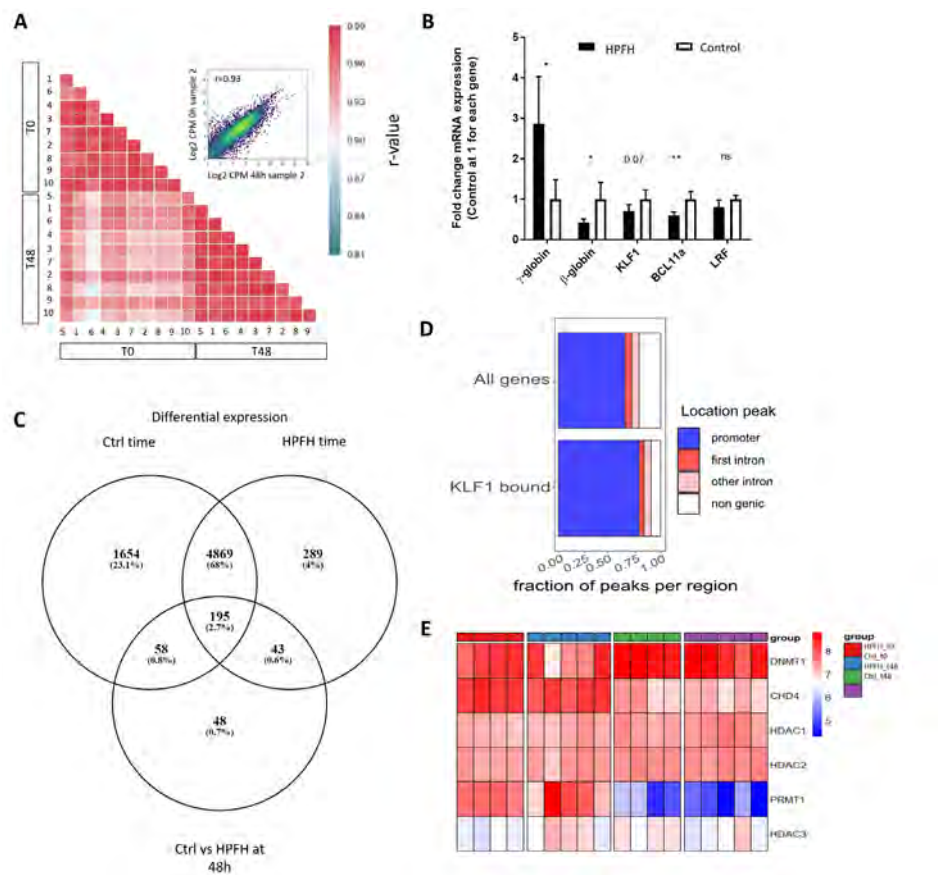 A
T0
T48
1
6
4
3
7
2
8
9
10
5
1
6
4
3
7
2
8
9
10
5 1 6 4 3 7 2 8 9 10 5 1 6 4 3 7 2 8 9
T0 T48
r=0.93
Log2 CPM 0h sample 2
Log2 CPM 48h sample 2
0.99
0.96
0.93
0.90
0.87
0.84
0.81
r-value
B
HPFH Control
Fold change mRNA expression
(Control at 1 for each gene)
5
4
3
2
1
0
* * 0.07 ** ns
γ-globin β-globin KLF1 BCL11a LRF
C
Differential expression
Ctrl time HPFH time
1654
(23.1%)
4869
(68%)
289
(4%)
195
(2.7%)
58
(0.8%)
43
(0.6%)
48
(0.7%)
Ctrl vs HPFH at
48h
D
All genes
KLF1 bound
0.00 0.25 0.50 0.75 1.00
fraction of peaks per region
Location peak
promoter
first intron
other intron
non genic
E
group
DNMT1
CHD4
HDAC1
HDAC2
PRMT1
HDAC3
8
7
6
5
group
HPFH_t0
Ctrl_t0
HPFH_t48
Ctrl_t48